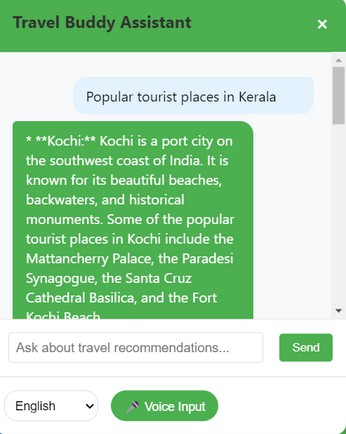 Travel Buddy Assistant
×
Popular tourist places in Kerala
* **Kochi:** Kochi is a port city on
the southwest coast of India. It is
known for its beautiful beaches,
backwaters, and historical
monuments. Some of the popular
tourist places in Kochi include the
Mattancherry Palace, the Paradesi
Synagogue, the Santa Cruz
Cathedral Basilica, and the Fort
Kochi Beach
Ask about travel recommendations...
Send
English
🎤 Voice Input